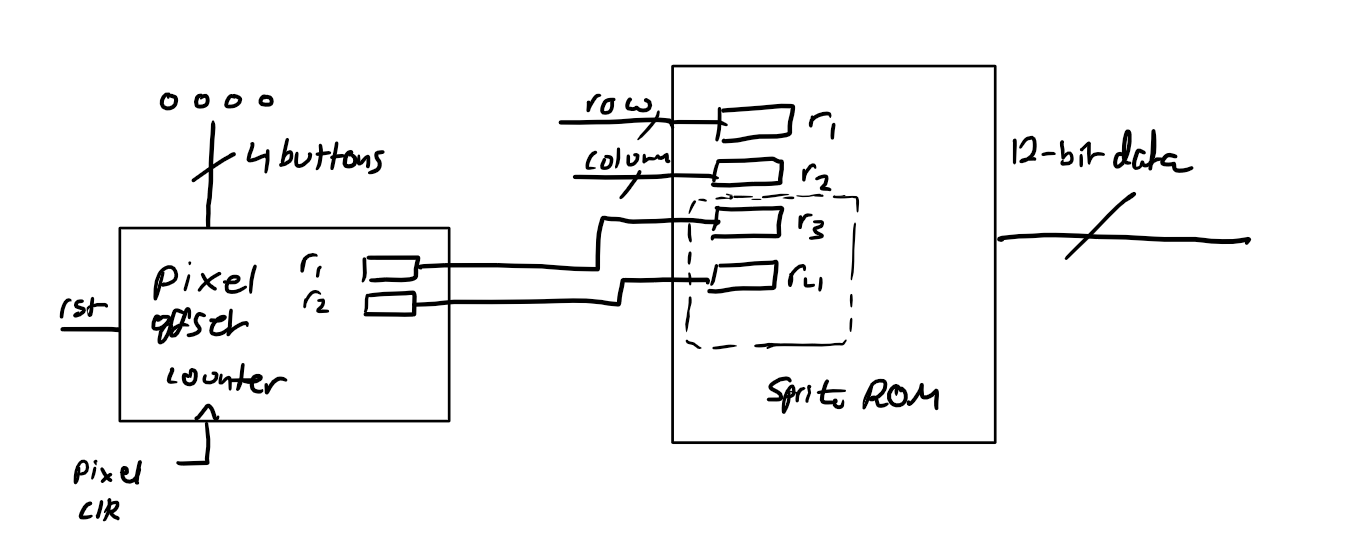 4 buttons
rst
pixel
offset
counter
r1
r2
pixel
clk
row
column
r1
r2
r3
r4
Sprite ROM
12-bit data